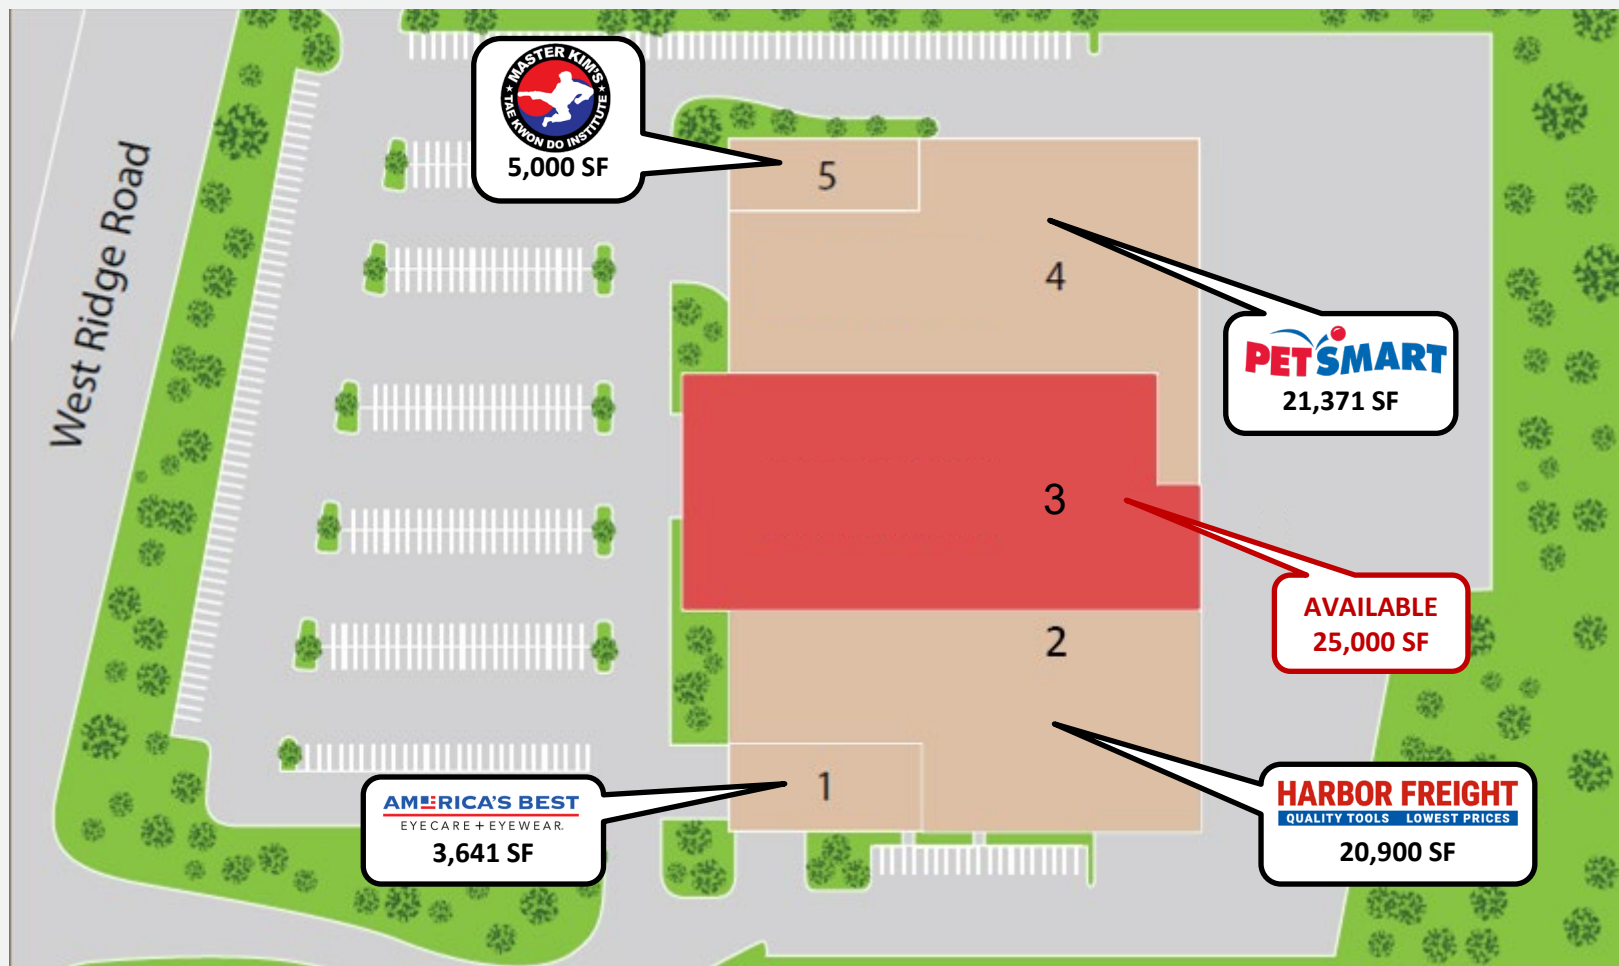 MASTER KIM'S
TAE KWON DO INSTITUTE
5,000 SF
West Ridge Road
5
4
PETSMART
21,371 SF
3
AVAILABLE
25,000 SF
2
1
AMERICA'S BEST
EYECARE + EYEWEAR.
3,641 SF
HARBOR FREIGHT
QUALITY TOOLS LOWEST PRICES
20,900 SF